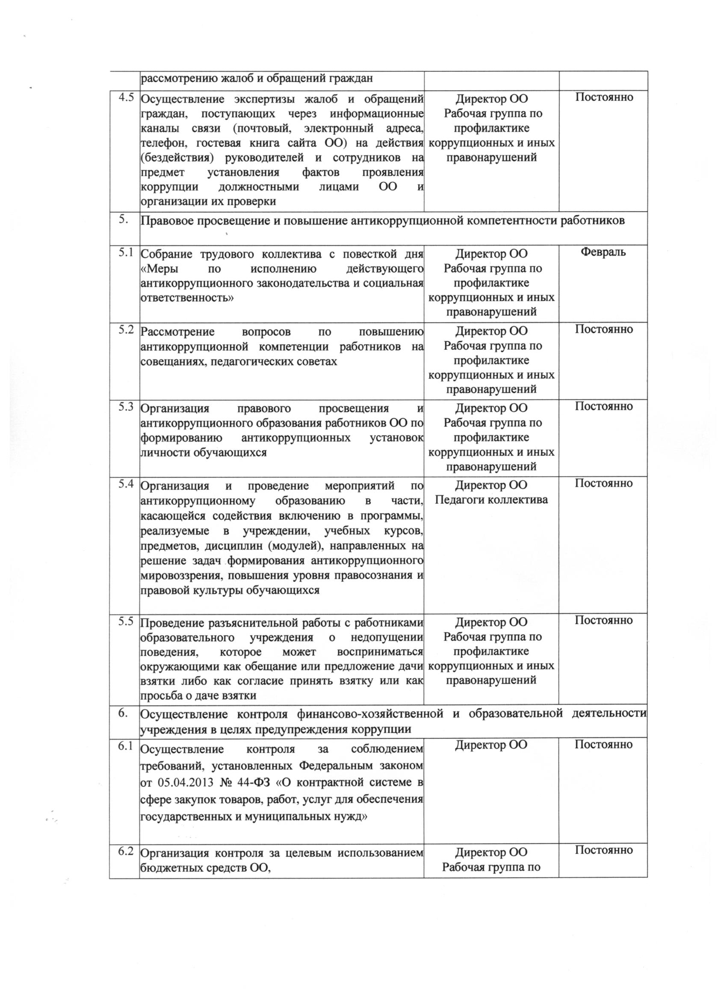 рассмотрению жалоб и обращений граждан
4.5
Осуществление экспертизы жалоб и обращений
граждан, поступающих через информационные
каналы связи (почтовый, электронный адреса,
телефон, гостевая книга сайта ОО) на действия
(бездействия) руководителей и сотрудников на
предмет установления фактов проявления
коррупции должностными лицами ОО и
организации их проверки
Директор ОО
Рабочая группа по
профилактике
коррупционных и иных
правонарушений
Постоянно
5.
Правовое просвещение и повышение антикоррупционной компетентности работников
5.1
Собрание трудового коллектива с повесткой дня
«Меры по исполнению действующего
антикоррупционного законодательства и социальная
ответственность»
Директор ОО
Рабочая группа по
профилактике
коррупционных и иных
правонарушений
Февраль
5.2
Рассмотрение вопросов по повышению
антикоррупционной компетенции работников на
совещаниях, педагогических советах
Директор ОО
Рабочая группа по
профилактике
коррупционных и иных
правонарушений
Постоянно
5.3
Организация правового просвещения и
антикоррупционного образования работников ОО по
формированию антикоррупционных установок
личности обучающихся
Директор ОО
Рабочая группа по
профилактике
коррупционных и иных
правонарушений
Постоянно
5.4
Организация и проведение мероприятий по
антикоррупционному образованию в части,
касающейся содействия включению в программы,
реализуемые в учреждении, учебных курсов,
предметов, дисциплин (модулей), направленных на
решение задач формирования антикоррупционного
мировоззрения, повышения уровня правосознания и
правовой культуры обучающихся
Директор ОО
Педагоги коллектива
Постоянно
5.5
Проведение разъяснительной работы с работниками
образовательного учреждения о недопущении
поведения, которое может восприниматься
окружающими как обещание или предложение дачи
взятки либо как согласие принять взятку или как
просьба о даче взятки
Директор ОО
Рабочая группа по
профилактике
коррупционных и иных
правонарушений
Постоянно
6.
Осуществление контроля финансово-хозяйственной и образовательной деятельности
учреждения в целях предупреждения коррупции
6.1
Осуществление контроля за соблюдением
требований, установленных Федеральным законом
от 05.04.2013 № 44-ФЗ «О контрактной системе в
сфере закупок товаров, работ, услуг для обеспечения
государственных и муниципальных нужд»
Директор ОО
Постоянно
6.2
Организация контроля за целевым использованием
бюджетных средств ОО,
Директор ОО
Рабочая группа по
Постоянно